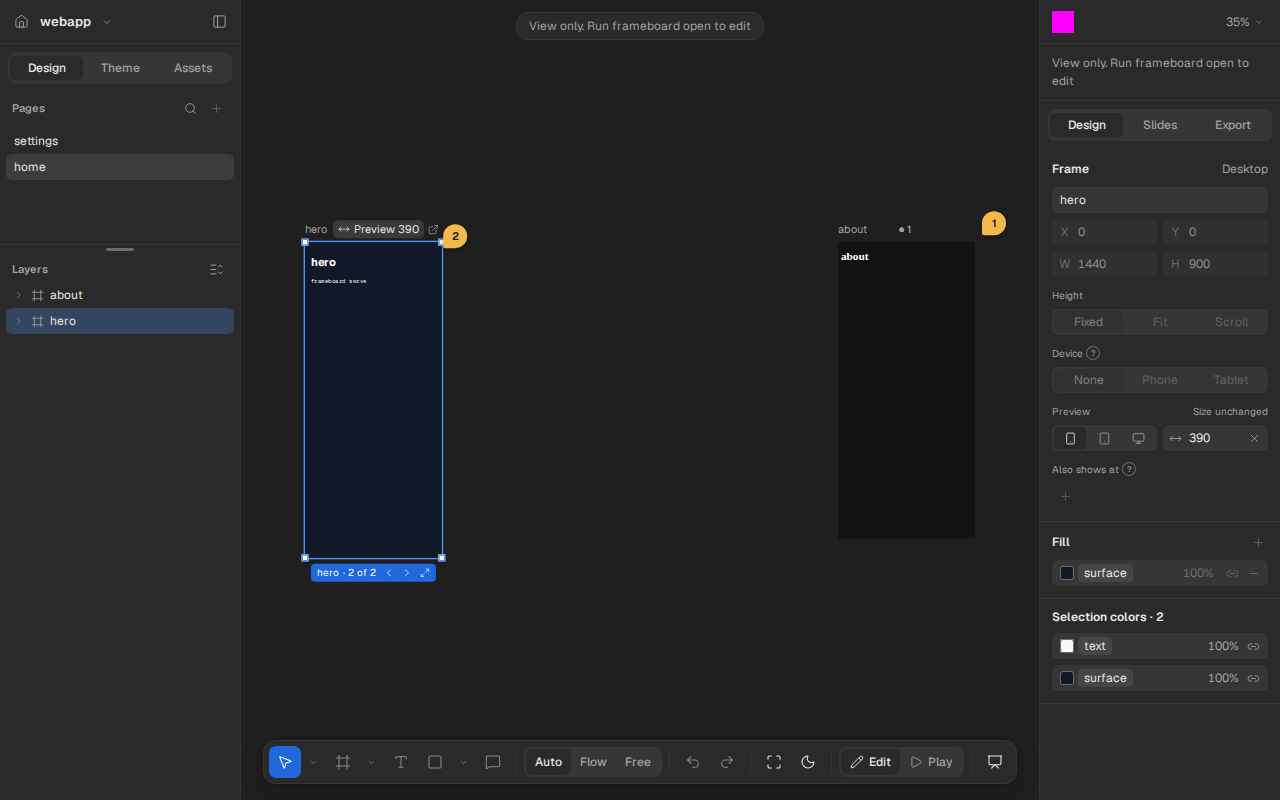 webapp
Design
Theme
Assets
Pages
settings
home
Layers
about
hero
View only. Run frameboard open to edit
hero
Preview 390
2
hero
frameboard serve
hero · 2 of 2
about
1
1
about
Auto
Flow
Free
Edit
Play
35%
View only. Run frameboard open to
edit
Design
Slides
Export
Frame
Desktop
hero
X 0
Y 0
W 1440
H 900
Height
Fixed
Fit
Scroll
Device ?
None
Phone
Tablet
Preview
Size unchanged
390
Also shows at ?
Fill
surface
100%
Selection colors · 2
text
100%
surface
100%